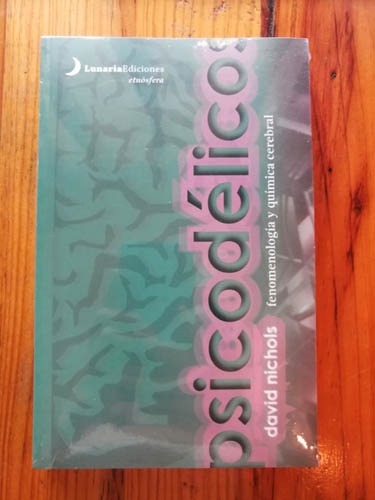 LunariaEdiciones
etnósfera
psicodélicos
fenomenología y química cerebral
david nichols